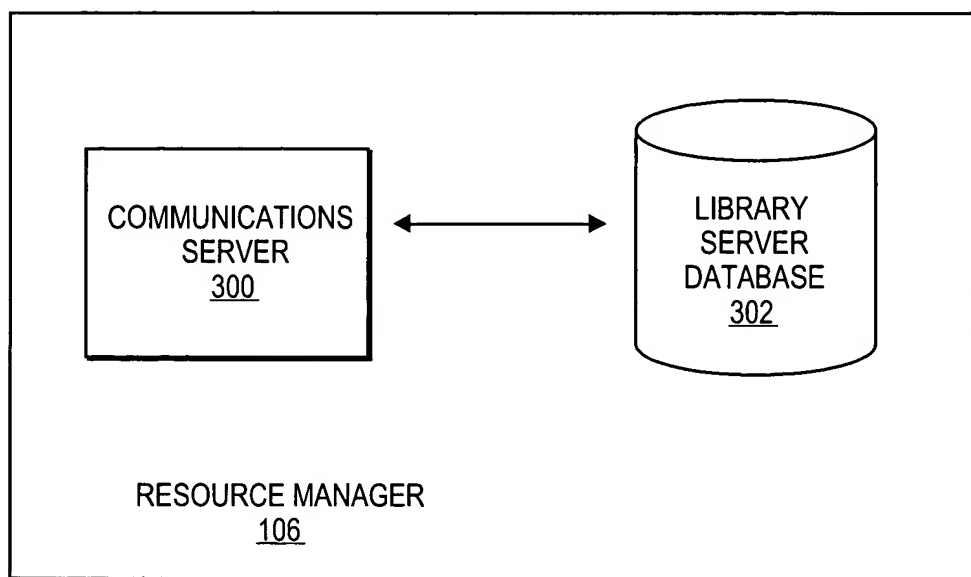 COMMUNICATIONS
SERVER
300
LIBRARY
SERVER
DATABASE
302
RESOURCE MANAGER
106